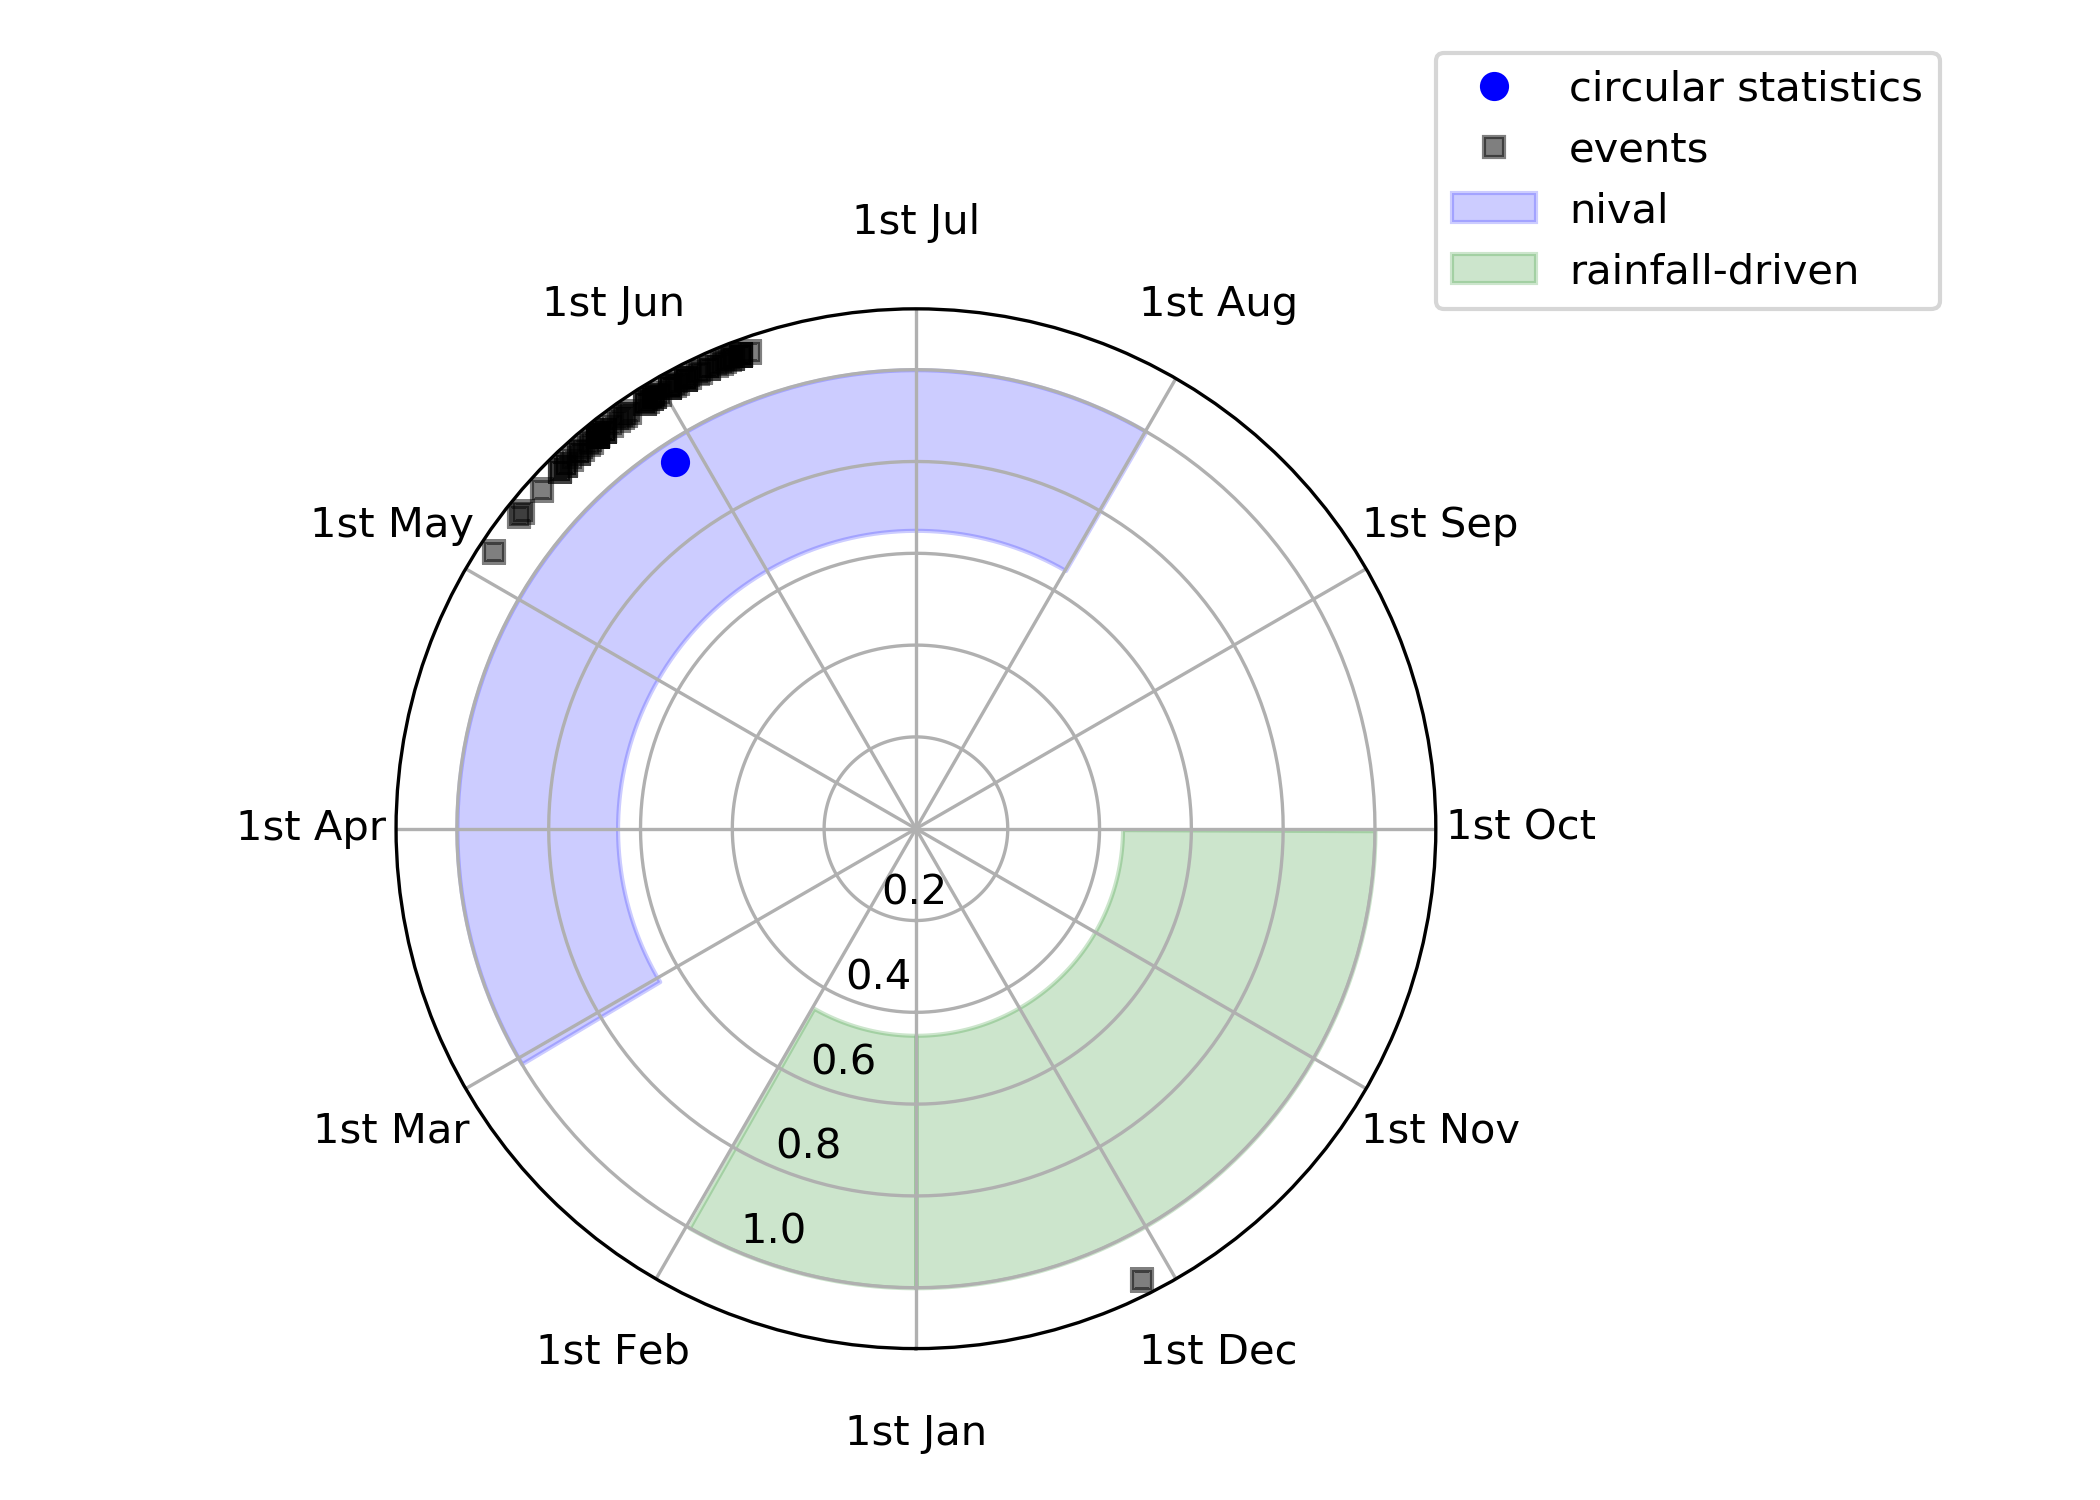 circular statistics
events
nival
rainfall-driven
1st Jul
1st Jun
1st Aug
1st May
1st Sep
1st Apr
1st Oct
0.2
0.4
0.6
1st Mar
1st Nov
0.8
1.0
1st Feb
1st Dec
1st Jan